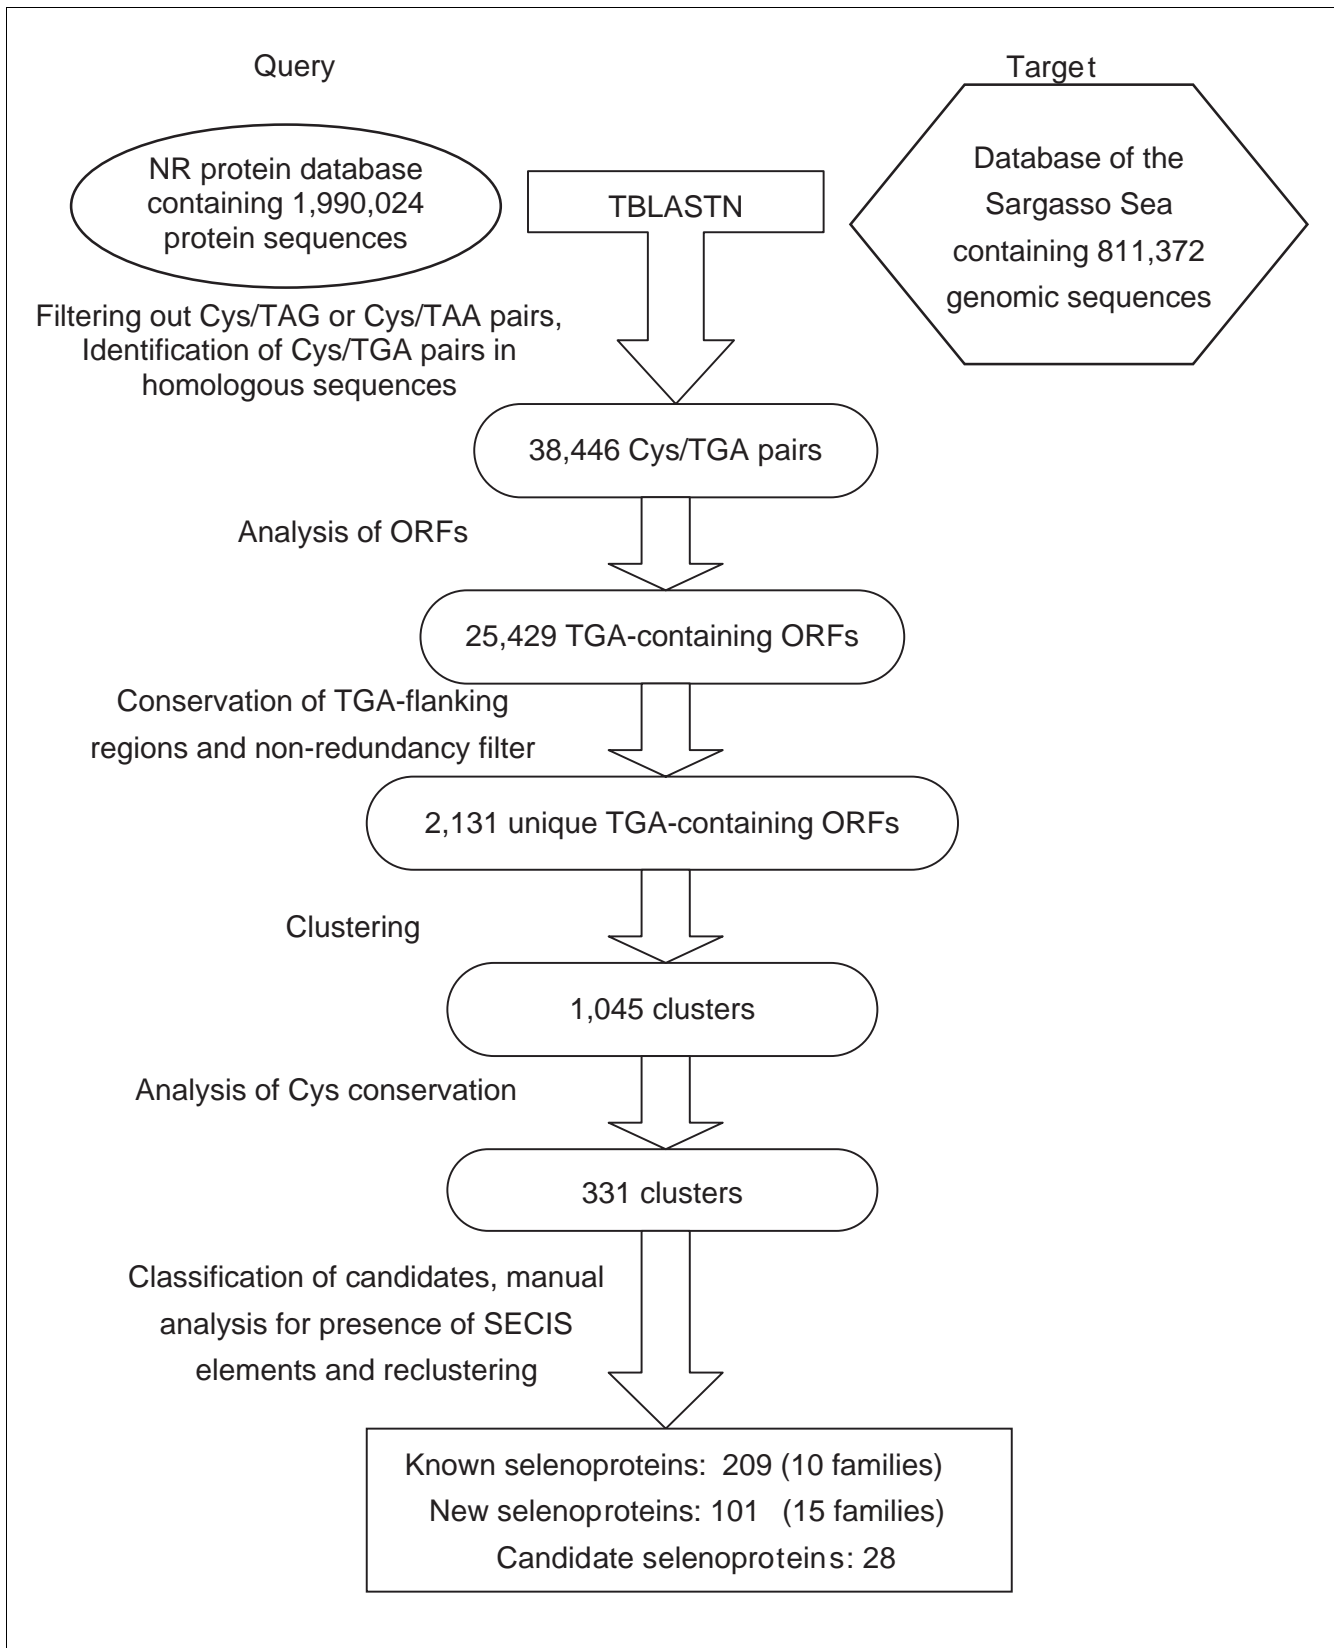 Query
Target
NR protein database
containing 1,990,024
protein sequences
TBLASTN
Database of the
Sargasso Sea
containing 811,372
genomic sequences
Filtering out Cys/TAG or Cys/TAA pairs,
Identification of Cys/TGA pairs in
homologous sequences
38,446 Cys/TGA pairs
Analysis of ORFs
25,429 TGA-containing ORFs
Conservation of TGA-flanking
regions and non-redundancy filter
2,131 unique TGA-containing ORFs
Clustering
1,045 clusters
Analysis of Cys conservation
331 clusters
Classification of candidates, manual
analysis for presence of SECIS
elements and reclustering
Known selenoproteins: 209 (10 families)
New selenoproteins: 101 (15 families)
Candidate selenoproteins: 28